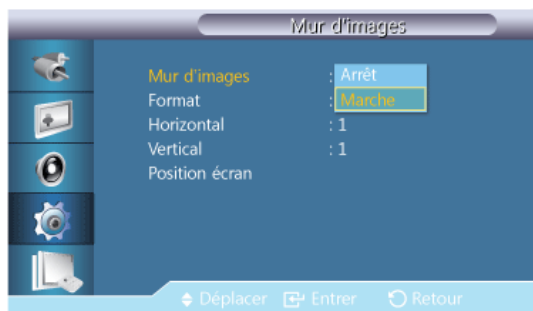 Mur d'images
Mur d'images : Arrêt
Format : Marche
Horizontal : 1
Vertical : 1
Position écran
Déplacer Entrer Retour